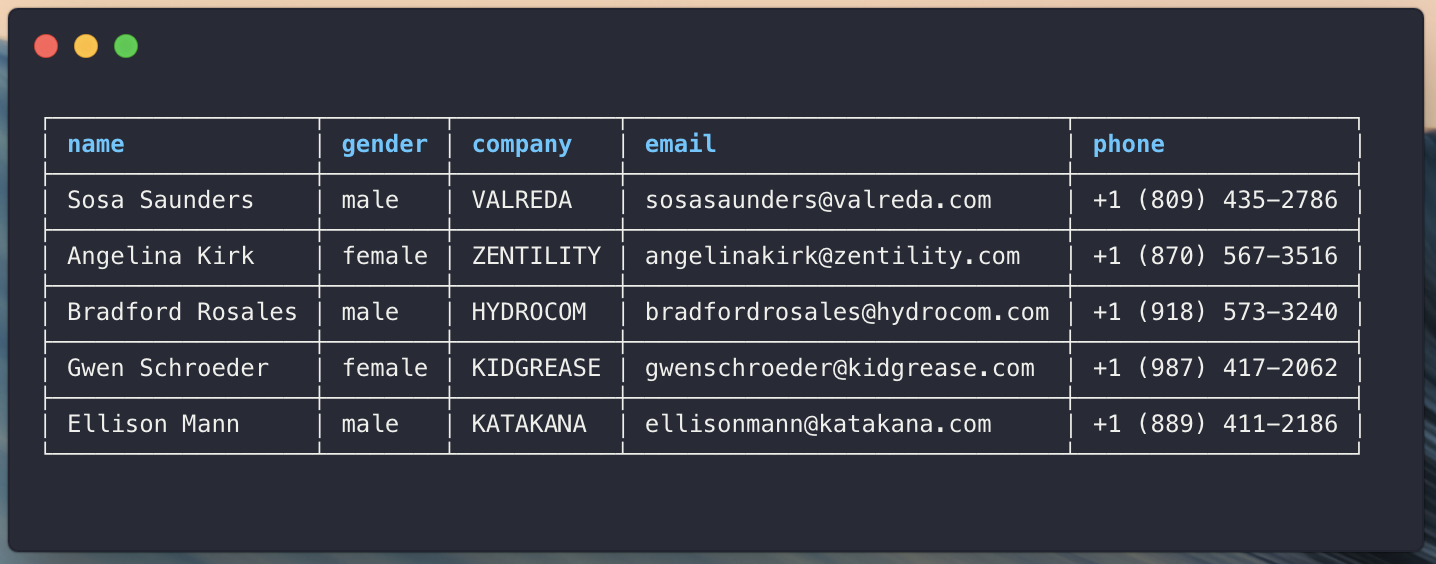 name gender company email phone
Sosa Saunders male VALREDA sosasaunders@valreda.com +1 (809) 435-2786
Angelina Kirk female ZENTILITY angelinakirk@zentility.com +1 (870) 567-3516
Bradford Rosales male HYDROCOM bradfordrosales@hydrocom.com +1 (918) 573-3240
Gwen Schroeder female KIDGREASE gwenschroeder@kidgrease.com +1 (987) 417-2062
Ellison Mann male KATAKANA ellisonmann@katakana.com +1 (889) 411-2186